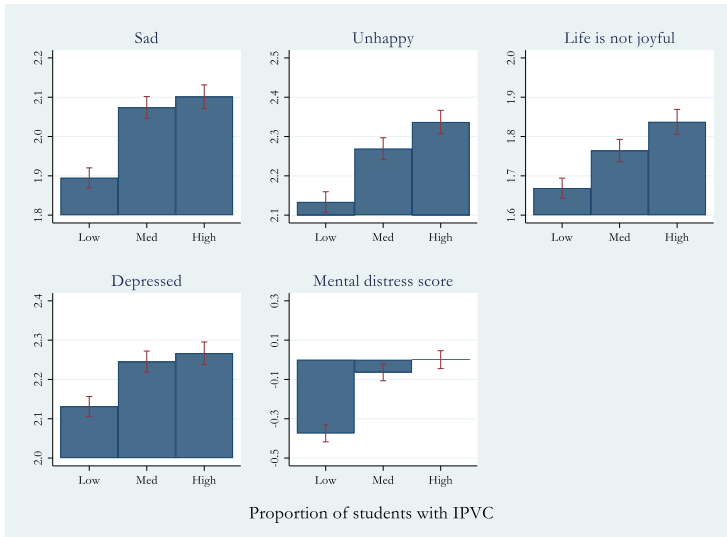 Sad
2.2
2.1
2.0
1.9
1.8
Low Med High
Unhappy
2.5
2.4
2.3
2.2
2.1
Low Med High
Life is not joyful
2.0
1.9
1.8
1.7
1.6
Low Med High
Depressed
2.4
2.3
2.2
2.1
2.0
Low Med High
Mental distress score
0.3
0.1
-0.1
-0.3
-0.5
Low Med High
Proportion of students with IPVC